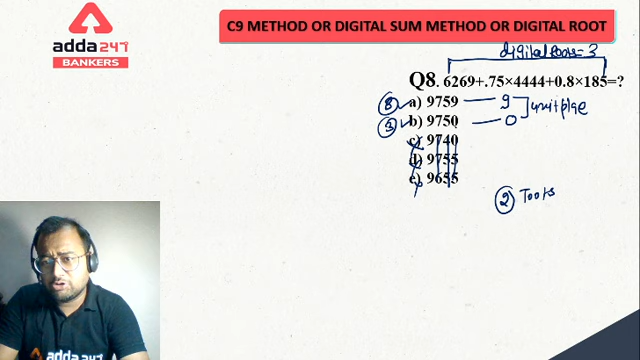 C9 METHOD OR DIGITAL SUM METHOD OR DIGITAL ROOT
adda247
BANKERS
digital Roots = 3
Q8. 6269+.75×4444+0.8×185=?
a) 9759 9
b) 9750 0
unit place
c) 9740
d) 9755
e) 9655
2 Tools
adda247